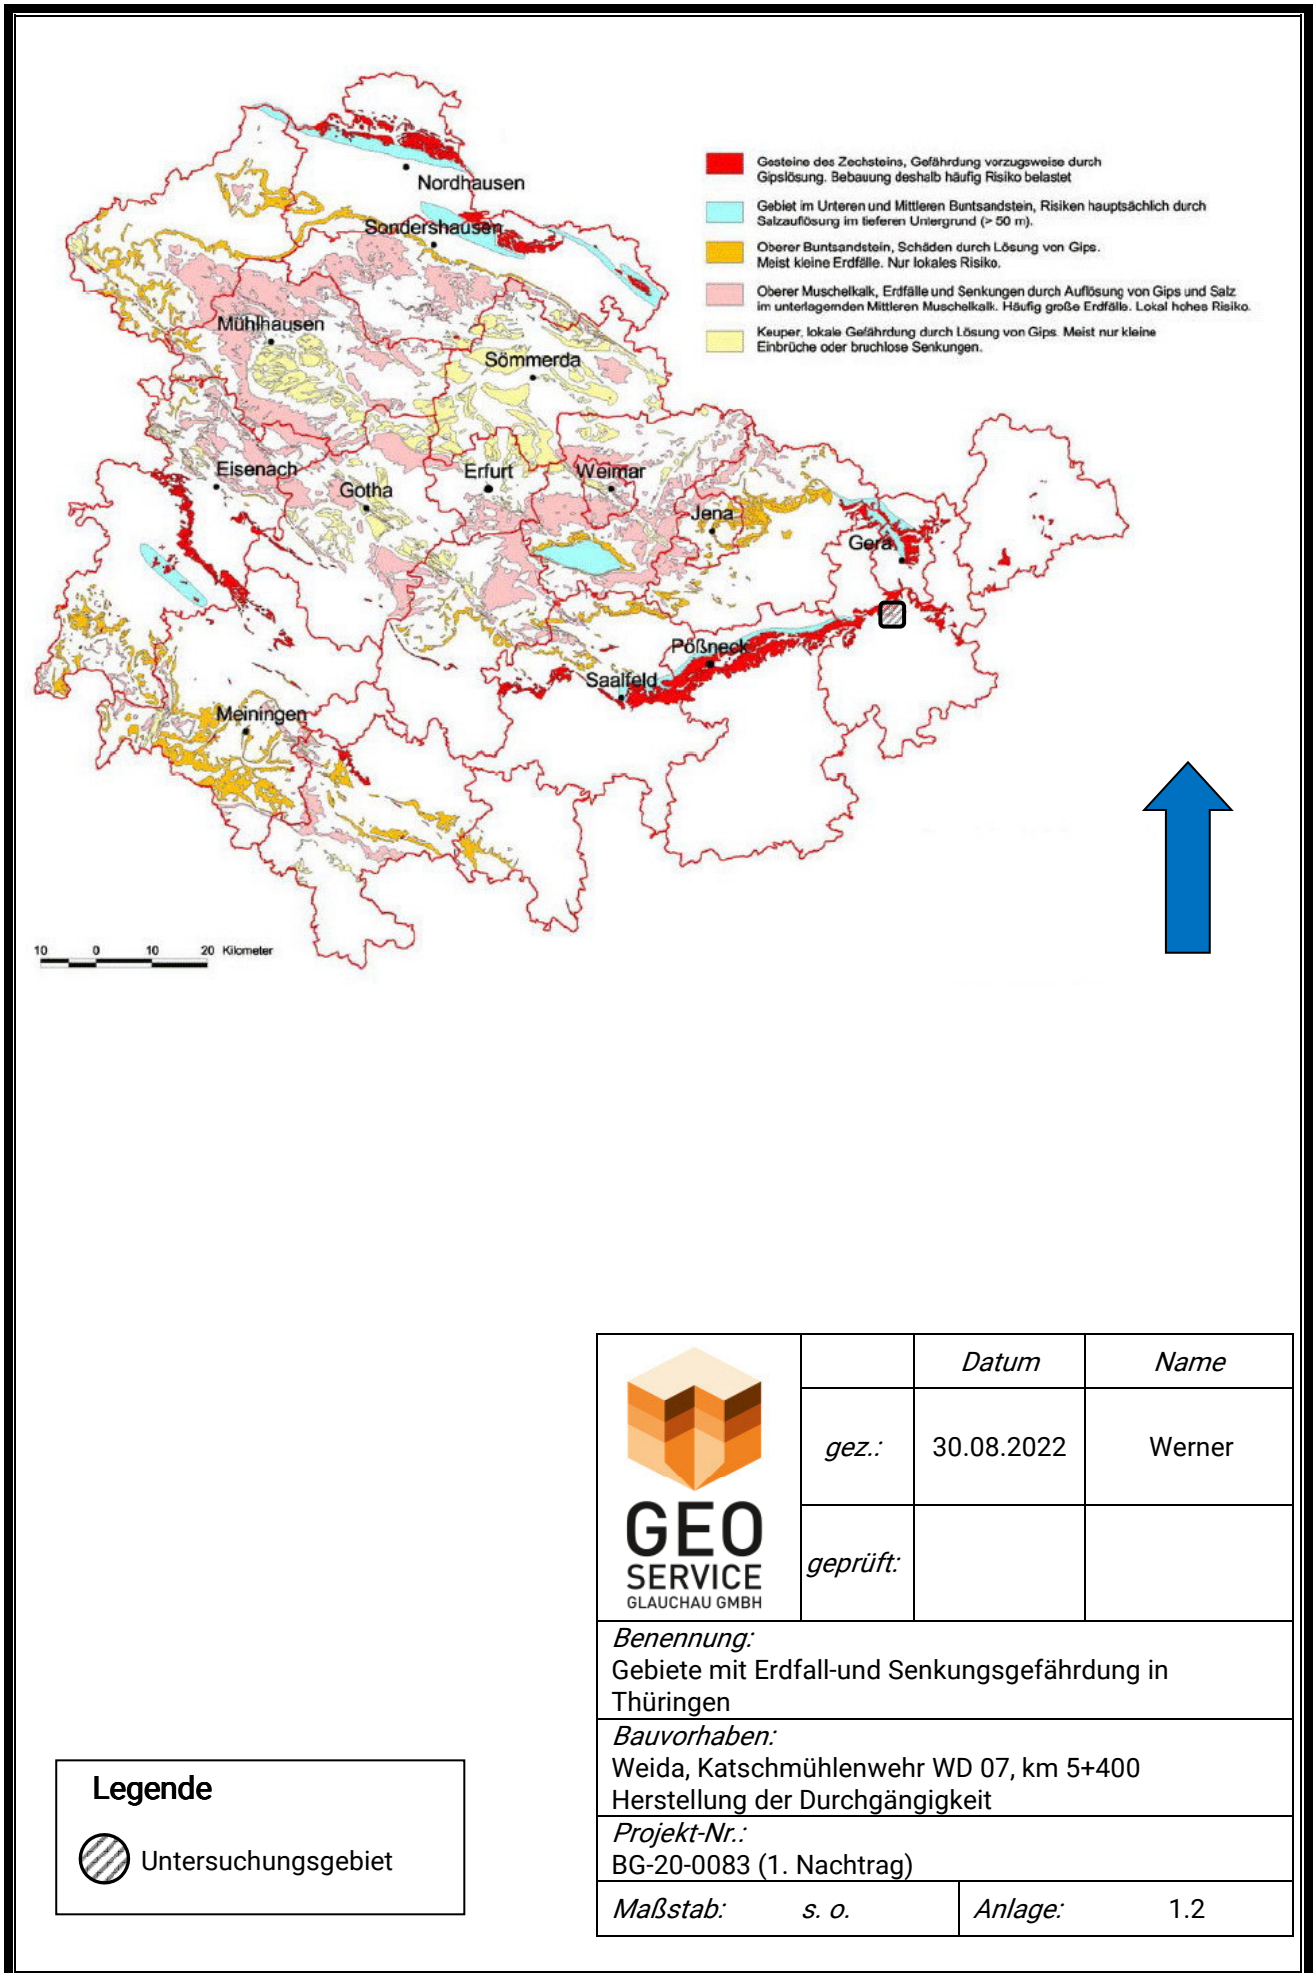 Gesteine des Zechsteins, Gefährdung vorzugsweise durch
Gipslösung. Bebauung deshalb häufig Risiko belastet
Gebiet im Unteren und Mittleren Buntsandstein, Risiken hauptsächlich durch
Salzauflösung im tieferen Untergrund (> 50 m).
Oberer Buntsandstein, Schäden durch Lösung von Gips.
Meist kleine Erdfälle. Nur lokales Risiko.
Oberer Muschelkalk, Erdfälle und Senkungen durch Auflösung von Gips und Salz
im unterlagernden Mittleren Muschelkalk. Häufig große Erdfälle. Lokal hohes Risiko.
Keuper, lokale Gefährdung durch Lösung von Gips. Meist nur kleine
Einbrüche oder bruchlose Senkungen.
Nordhausen
Sondershausen
Mühlhausen
Sömmerda
Eisenach
Gotha
Erfurt
Weimar
Jena
Gera
Pößneck
Saalfeld
Meiningen
10 0 10 20 Kilometer
Datum Name
gez.: 30.08.2022 Werner
geprüft:
GEO
SERVICE
GLAUCHAU GMBH
Benennung:
Gebiete mit Erdfall-und Senkungsgefährdung in
Thüringen
Bauvorhaben:
Weida, Katschmühlenwehr WD 07, km 5+400
Herstellung der Durchgängigkeit
Projekt-Nr.:
BG-20-0083 (1. Nachtrag)
Maßstab: s. o. Anlage: 1.2
Legende
Untersuchungsgebiet